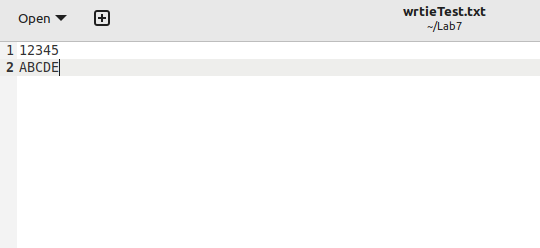 Open
wrtieTest.txt
~/Lab7
1 12345
2 ABCDE